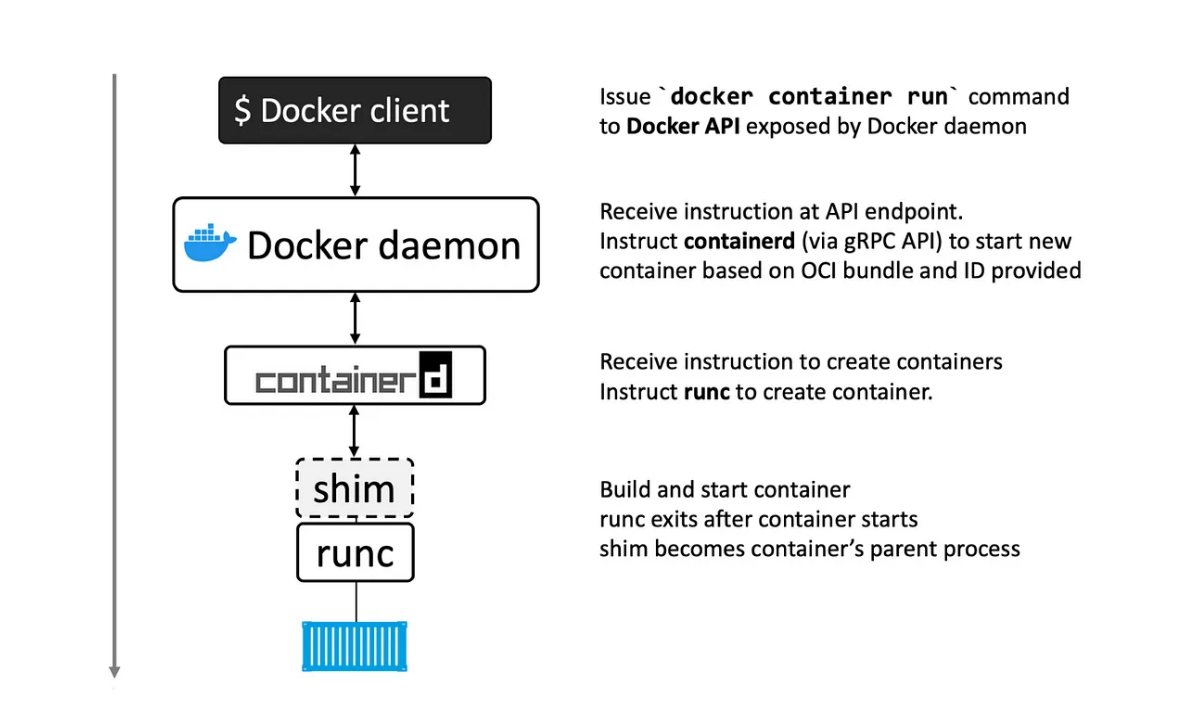 $ Docker client
Issue `docker container run` command
to Docker API exposed by Docker daemon
Docker daemon
Receive instruction at API endpoint.
Instruct containerd (via gRPC API) to start new
container based on OCI bundle and ID provided
containerd
Receive instruction to create containers
Instruct runc to create container.
shim
runc
Build and start container
runc exits after container starts
shim becomes container’s parent process